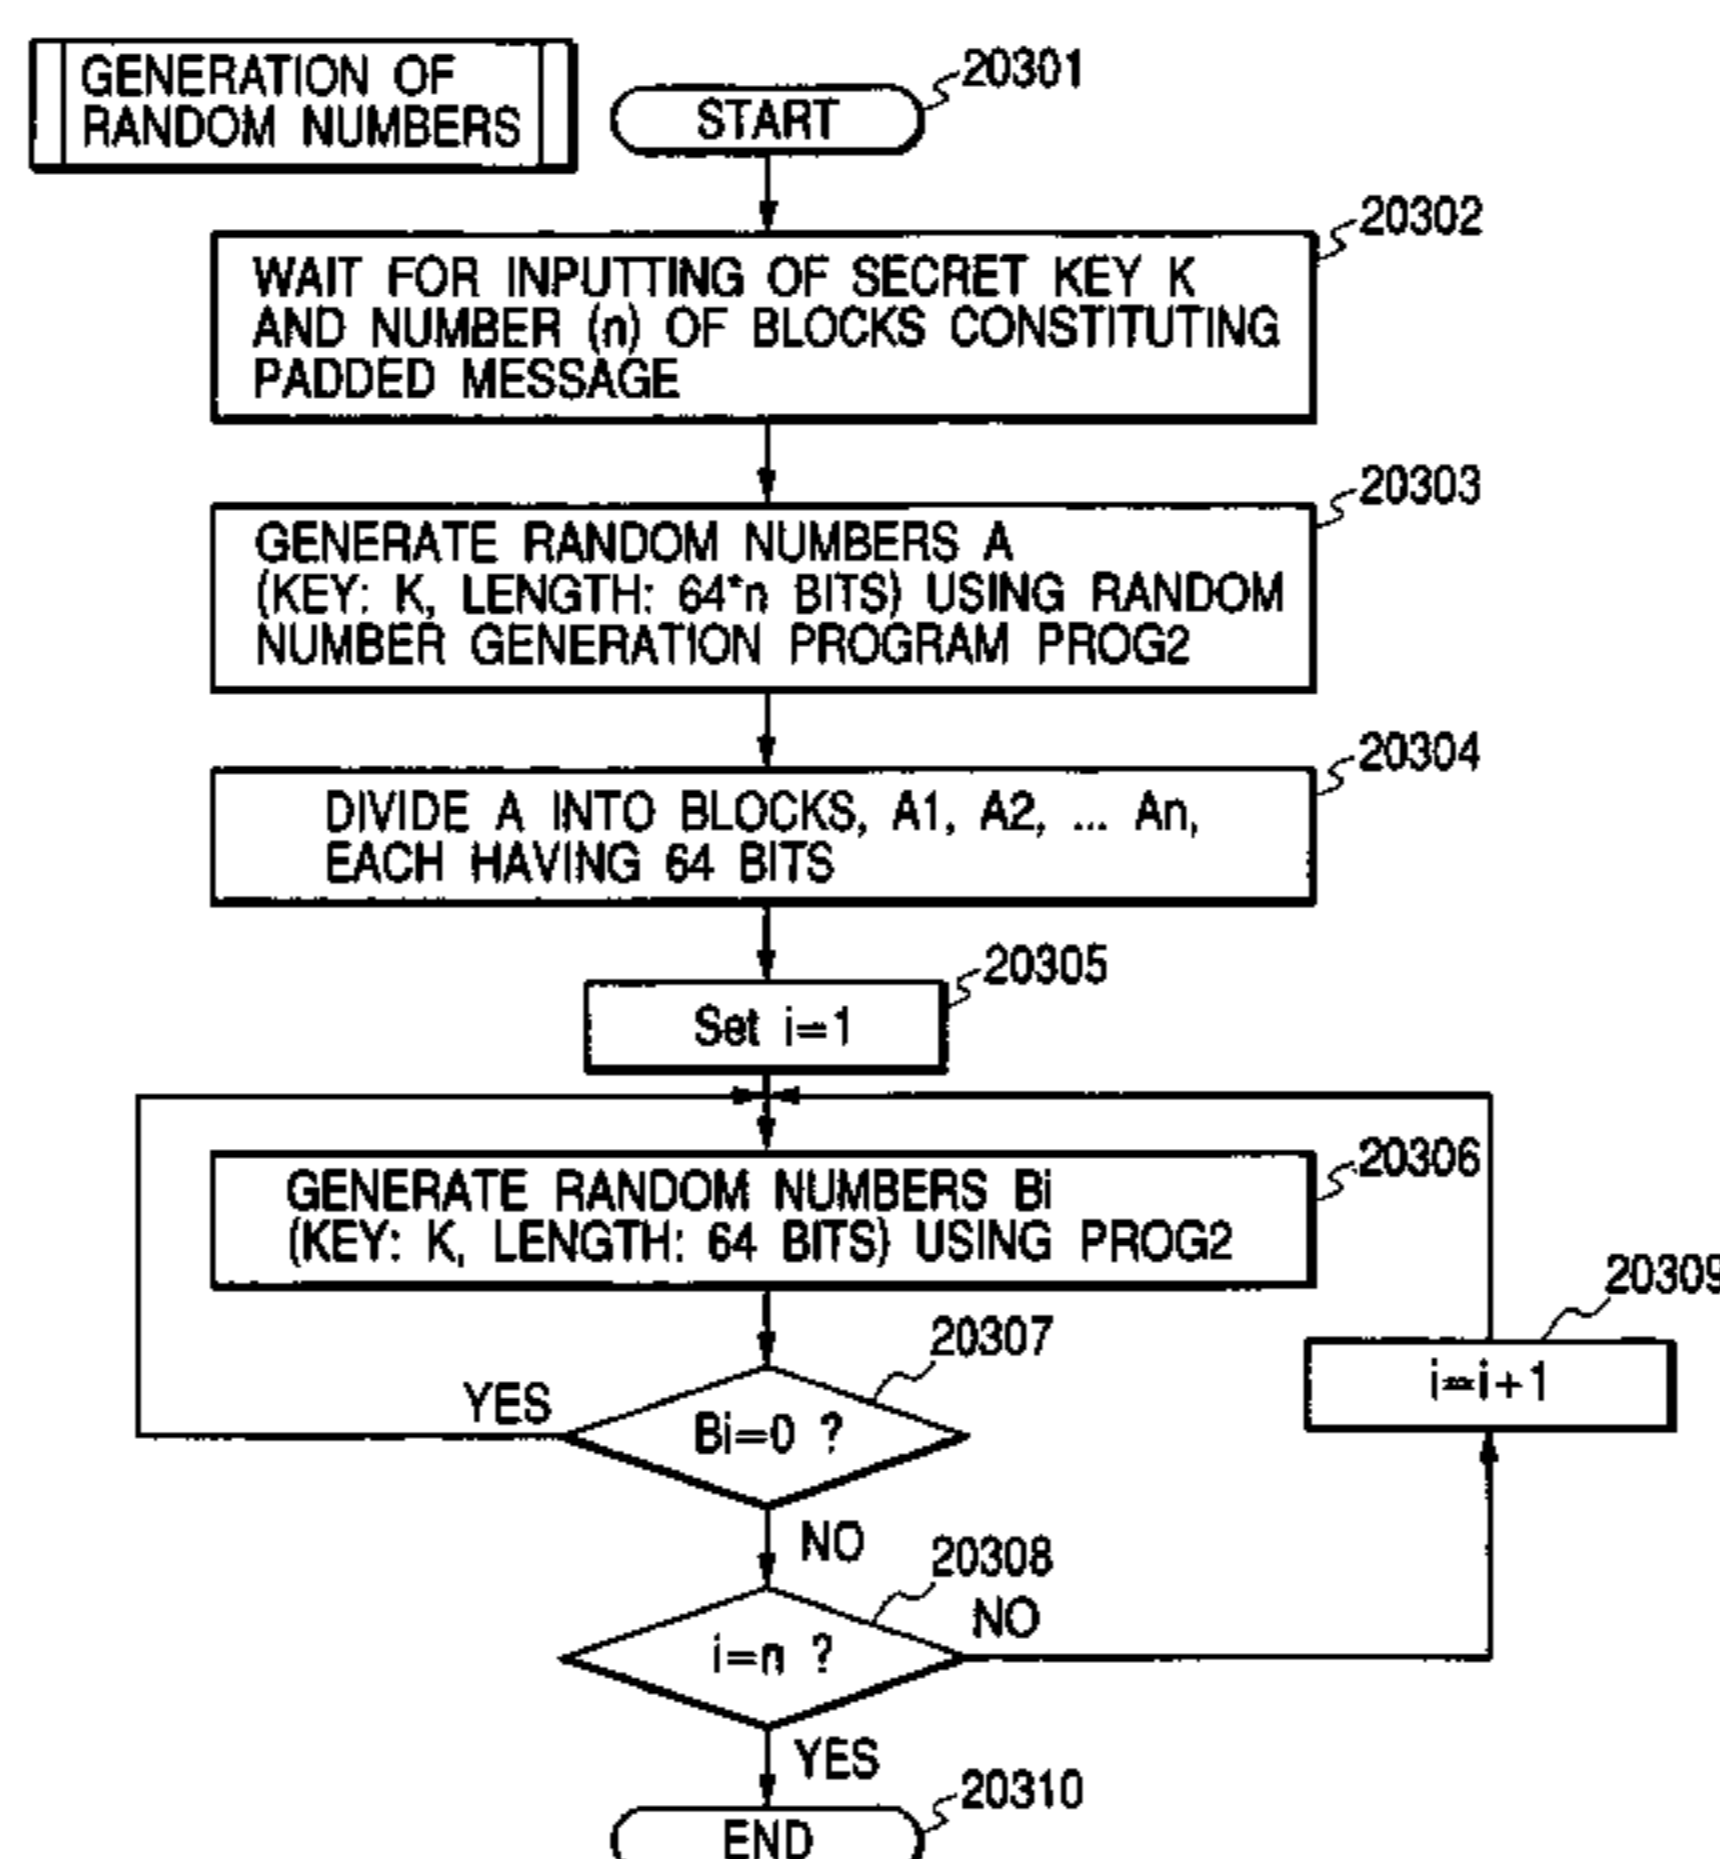 GENERATION OF
RANDOM NUMBERS
START
20301
20302
WAIT FOR INPUTTING OF SECRET KEY K
AND NUMBER (n) OF BLOCKS CONSTITUTING
PADDED MESSAGE
20303
GENERATE RANDOM NUMBERS A
(KEY: K, LENGTH: 64*n BITS) USING RANDOM
NUMBER GENERATION PROGRAM PROG2
20304
DIVIDE A INTO BLOCKS, A1, A2, ... An,
EACH HAVING 64 BITS
20305
Set i=1
20306
GENERATE RANDOM NUMBERS Bi
(KEY: K, LENGTH: 64 BITS) USING PROG2
20309
i=i+1
20307
YES
Bi=0 ?
NO
20308
i=n ?
NO
YES
20310
END